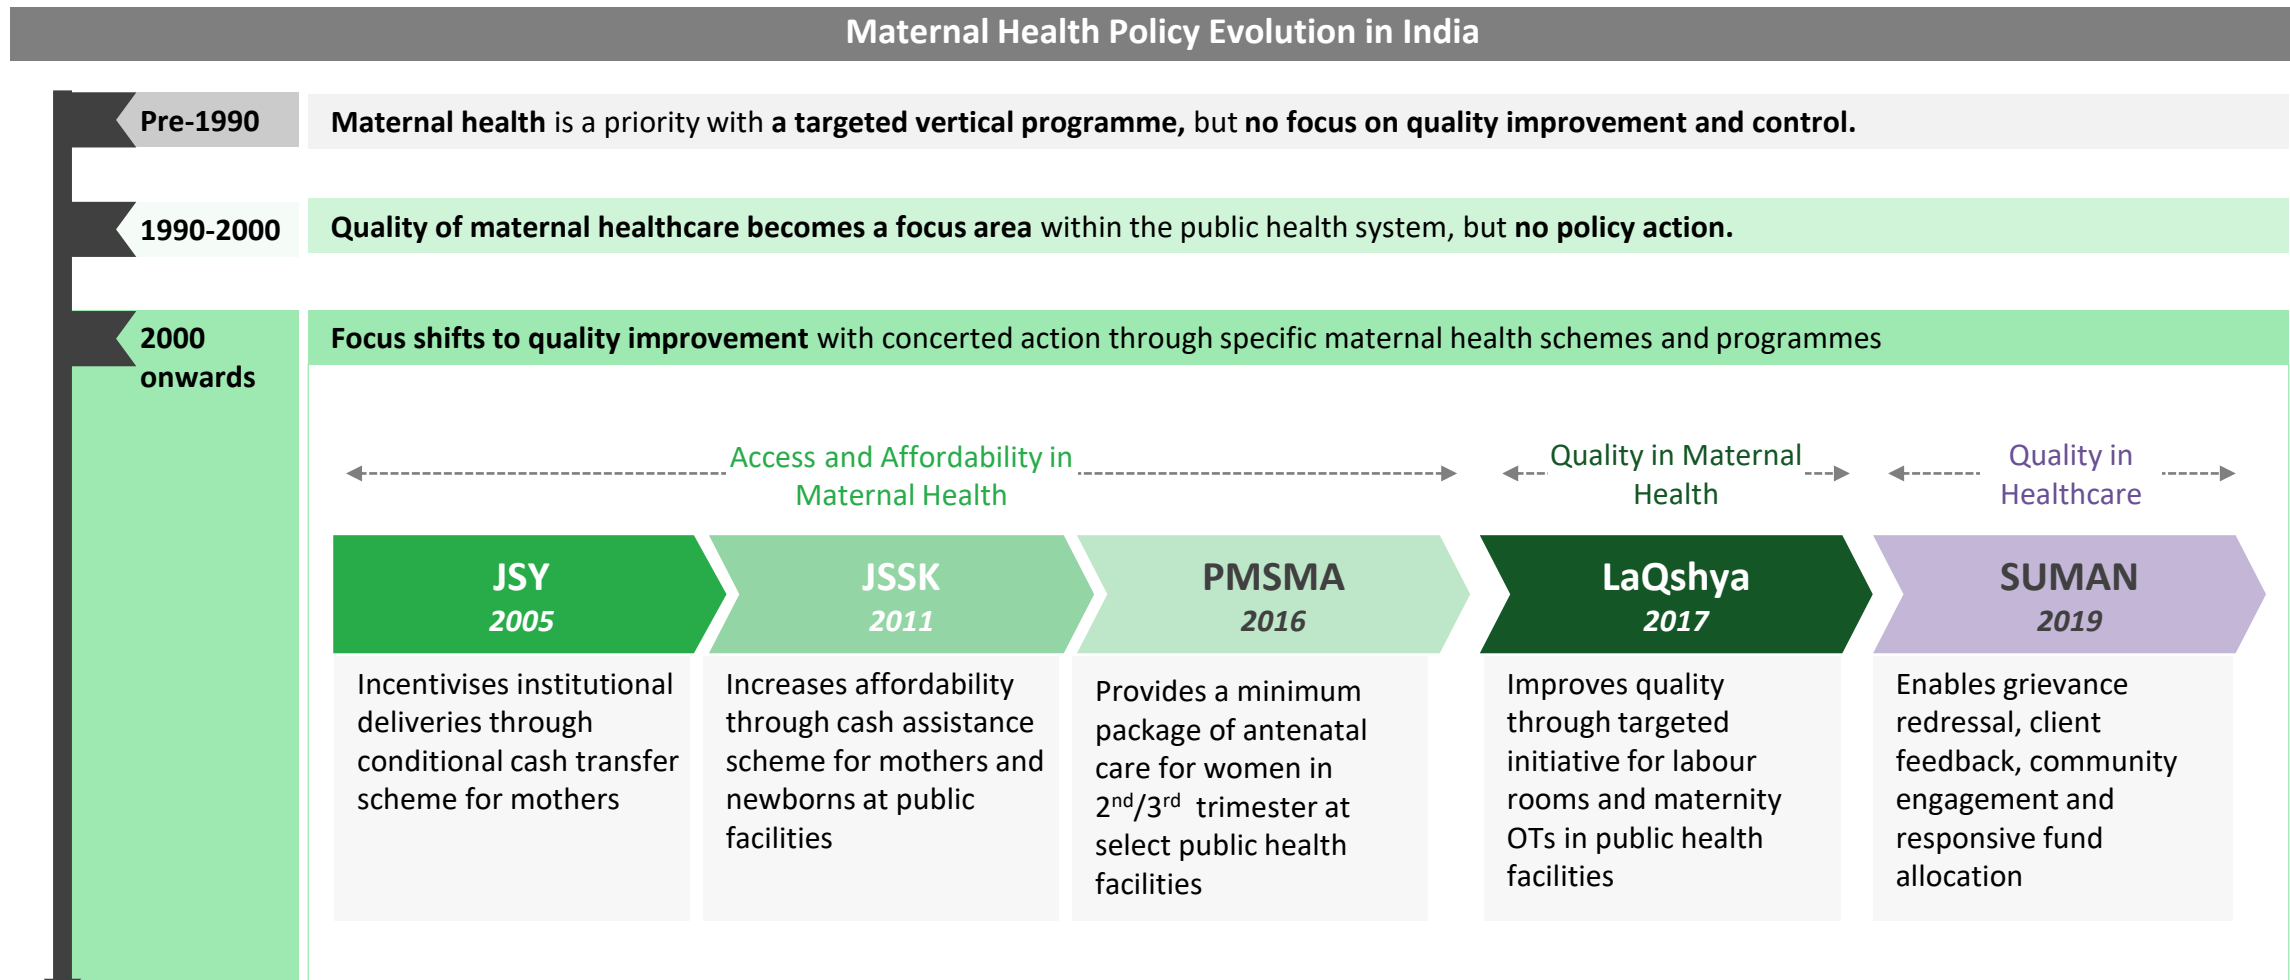 Maternal Health Policy Evolution in India
Pre-1990
Maternal health is a priority with a targeted vertical programme, but no focus on quality improvement and control.
1990-2000
Quality of maternal healthcare becomes a focus area within the public health system, but no policy action.
2000
onwards
Focus shifts to quality improvement with concerted action through specific maternal health schemes and programmes
Access and Affordability in
Maternal Health
Quality in Maternal
Health
Quality in
Healthcare
JSY
2005
Incentivises institutional
deliveries through
conditional cash transfer
scheme for mothers
JSSK
2011
Increases affordability
through cash assistance
scheme for mothers and
newborns at public
facilities
PMSMA
2016
Provides a minimum
package of antenatal
care for women in
2nd/3rd trimester at
select public health
facilities
LaQshya
2017
Improves quality
through targeted
initiative for labour
rooms and maternity
OTs in public health
facilities
SUMAN
2019
Enables grievance
redressal, client
feedback, community
engagement and
responsive fund
allocation